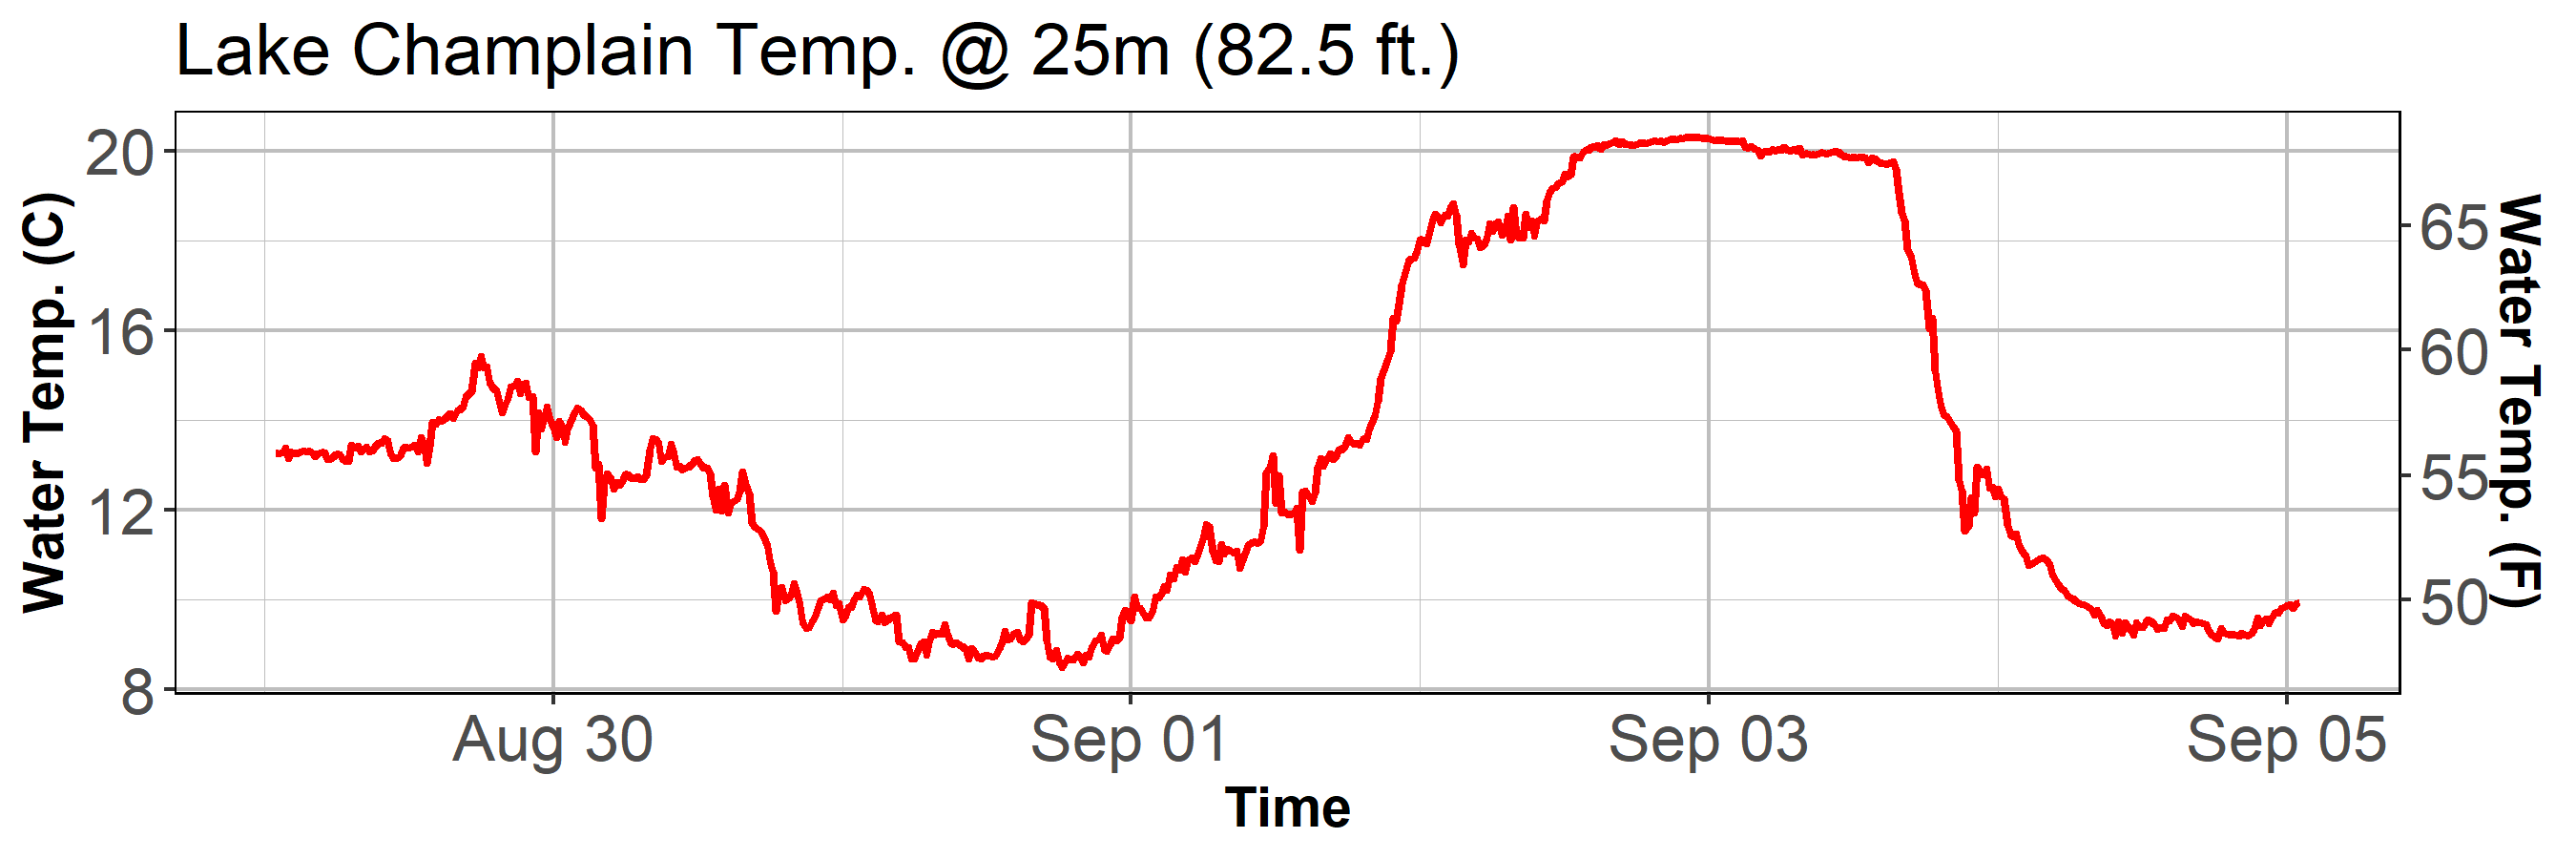 Lake Champlain Temp. @ 25m (82.5 ft.)
Water Temp. (C)
20
16
12
8
65
60
55
50
Water Temp. (F)
Aug 30 Sep 01 Sep 03 Sep 05
Time